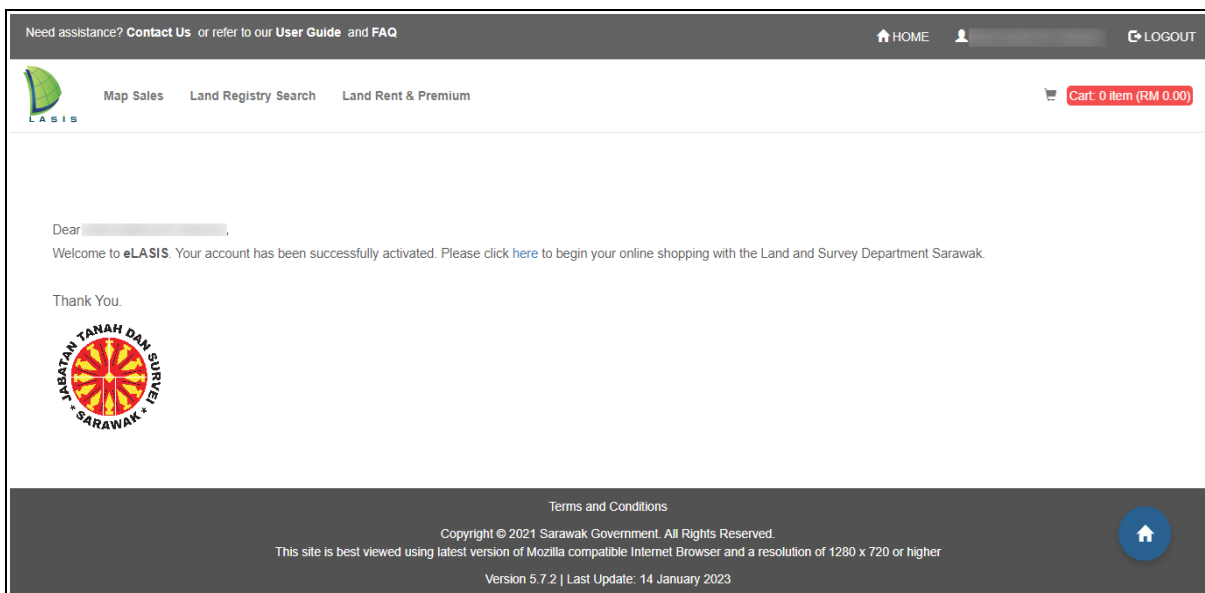 Need assistance? Contact Us or refer to our User Guide and FAQ
HOME
LOGOUT
LASIS
Map Sales
Land Registry Search
Land Rent & Premium
Cart: 0 item (RM 0.00)
Dear ,
Welcome to eLASIS. Your account has been successfully activated. Please click here to begin your online shopping with the Land and Survey Department Sarawak.
Thank You.
JABATAN TANAH DAN SURVEI
* SARAWAK *
Terms and Conditions
Copyright © 2021 Sarawak Government. All Rights Reserved.
This site is best viewed using latest version of Mozilla compatible Internet Browser and a resolution of 1280 x 720 or higher
Version 5.7.2 | Last Update: 14 January 2023